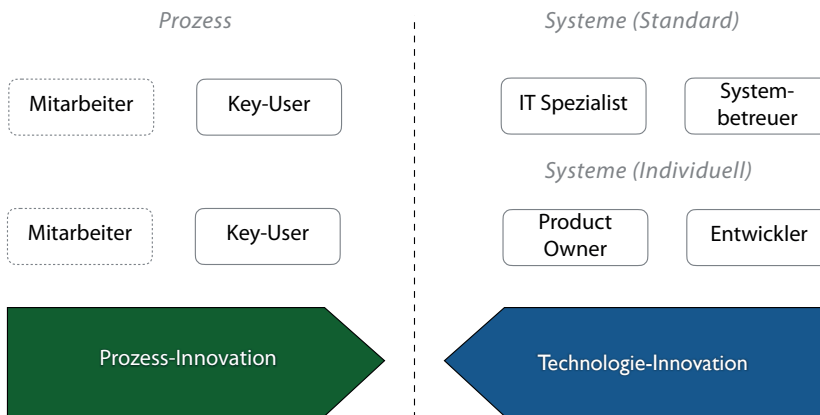 Prozess
Systeme (Standard)
Mitarbeiter
Key-User
IT Spezialist
System-
betreuer
Systeme (Individuell)
Mitarbeiter
Key-User
Product
Owner
Entwickler
Prozess-Innovation
Technologie-Innovation